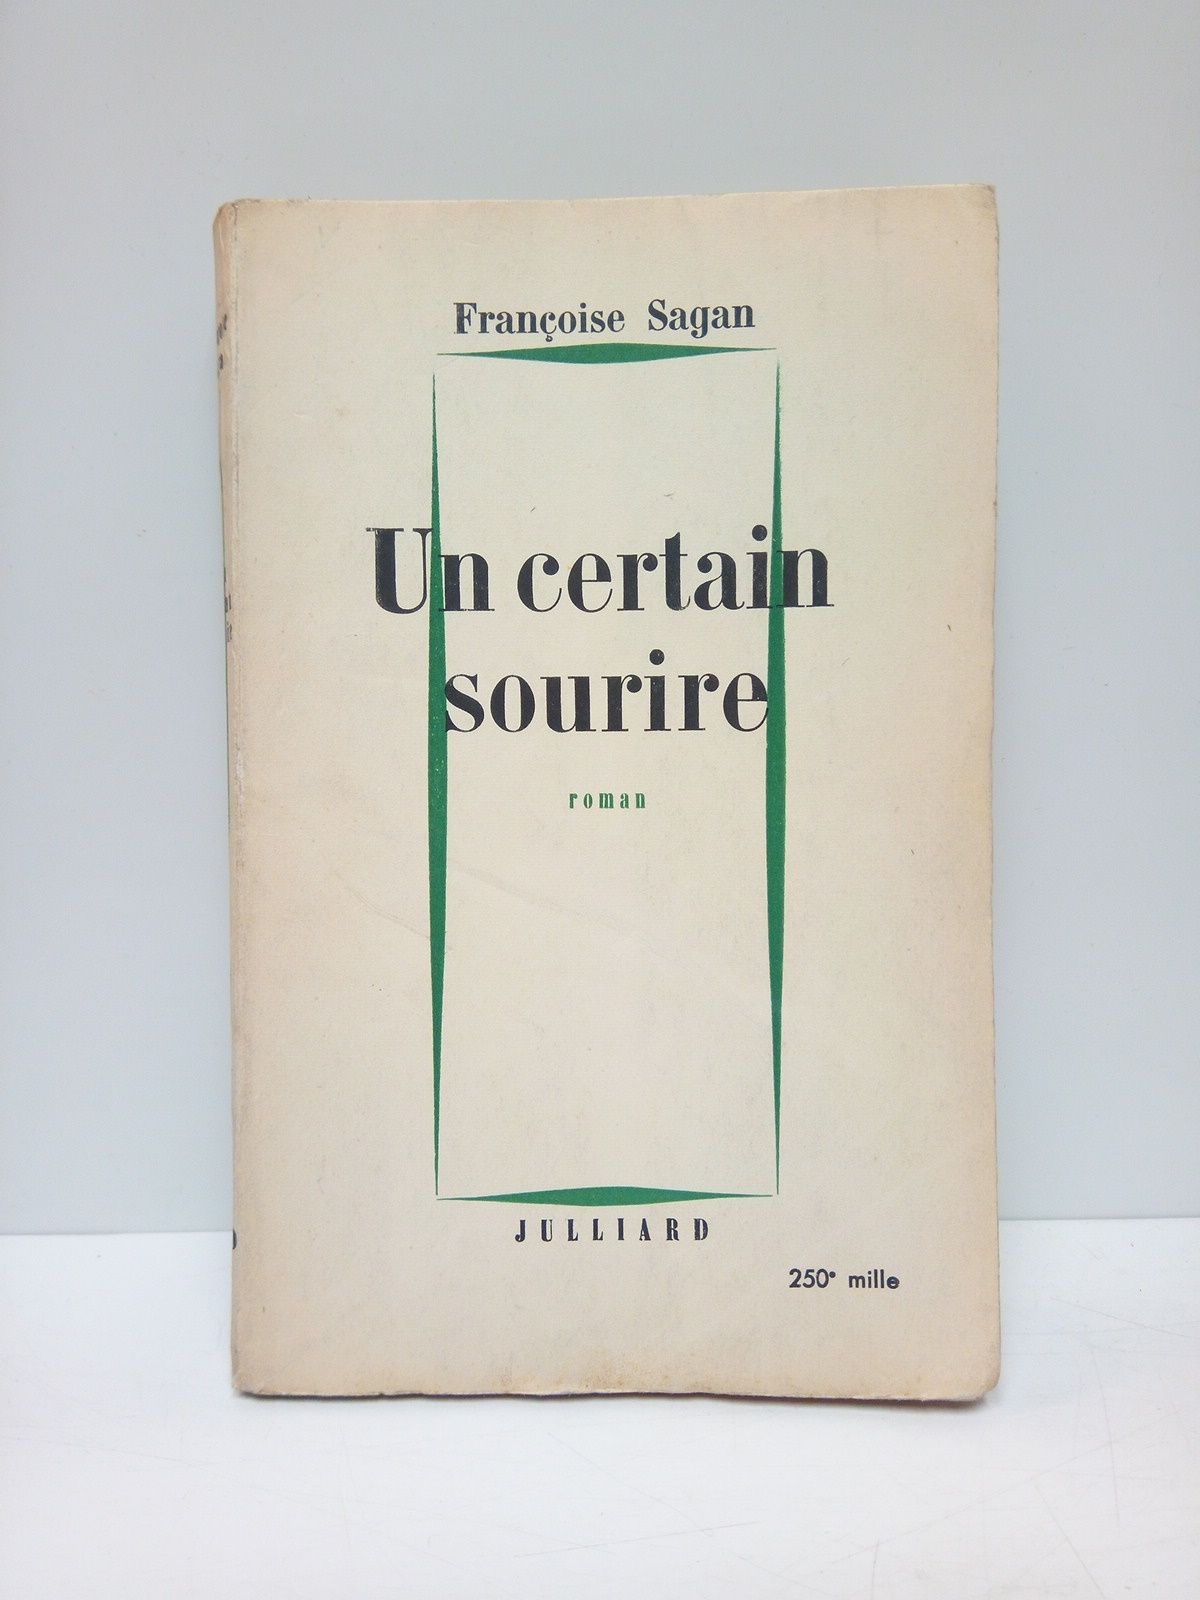 Françoise Sagan
Un certain
sourire
roman
JULLIARD
250e mille